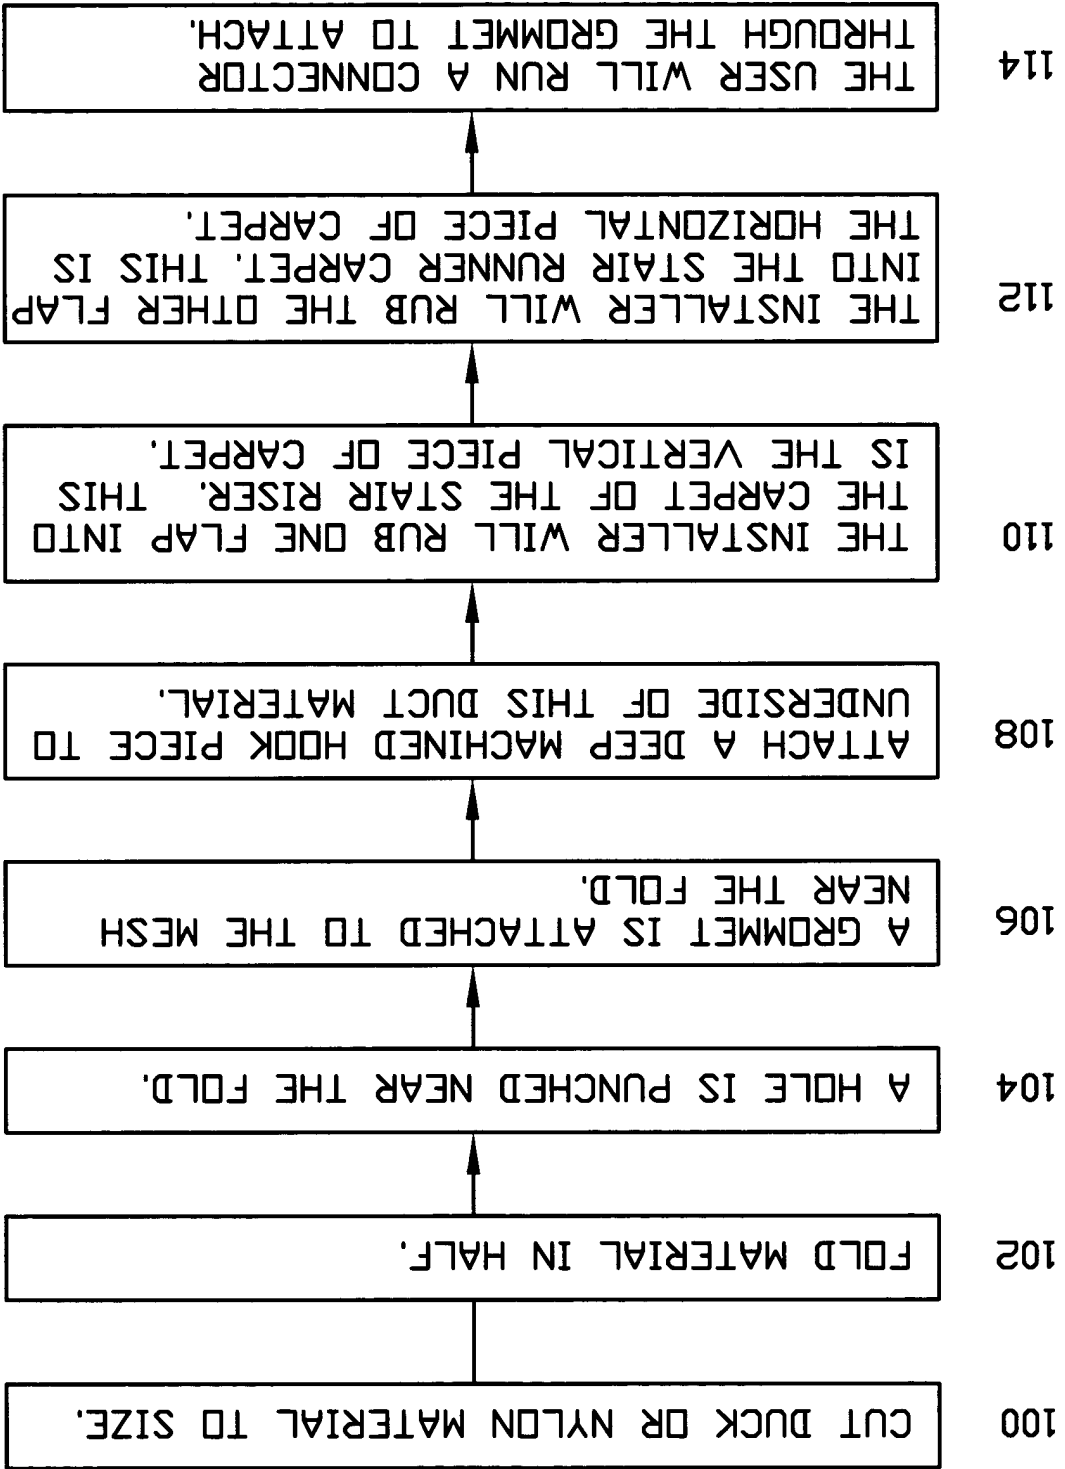 100
CUT DUCK OR NYLON MATERIAL TO SIZE.
102
FOLD MATERIAL IN HALF.
104
A HOLE IS PUNCHED NEAR THE FOLD.
106
A GROMMET IS ATTACHED TO THE MESH
NEAR THE FOLD.
108
ATTACH A DEEP MACHINED HOOK PIECE TO
UNDERSIDE OF THIS DUCT MATERIAL.
110
THE INSTALLER WILL RUB ONE FLAP INTO
THE CARPET OF THE STAIR RISER. THIS
IS THE VERTICAL PIECE OF CARPET.
112
THE INSTALLER WILL RUB THE OTHER FLAP
INTO THE STAIR RUNNER CARPET. THIS IS
THE HORIZONTAL PIECE OF CARPET.
114
THE USER WILL RUN A CONNECTOR
THROUGH THE GROMMET TO ATTACH.